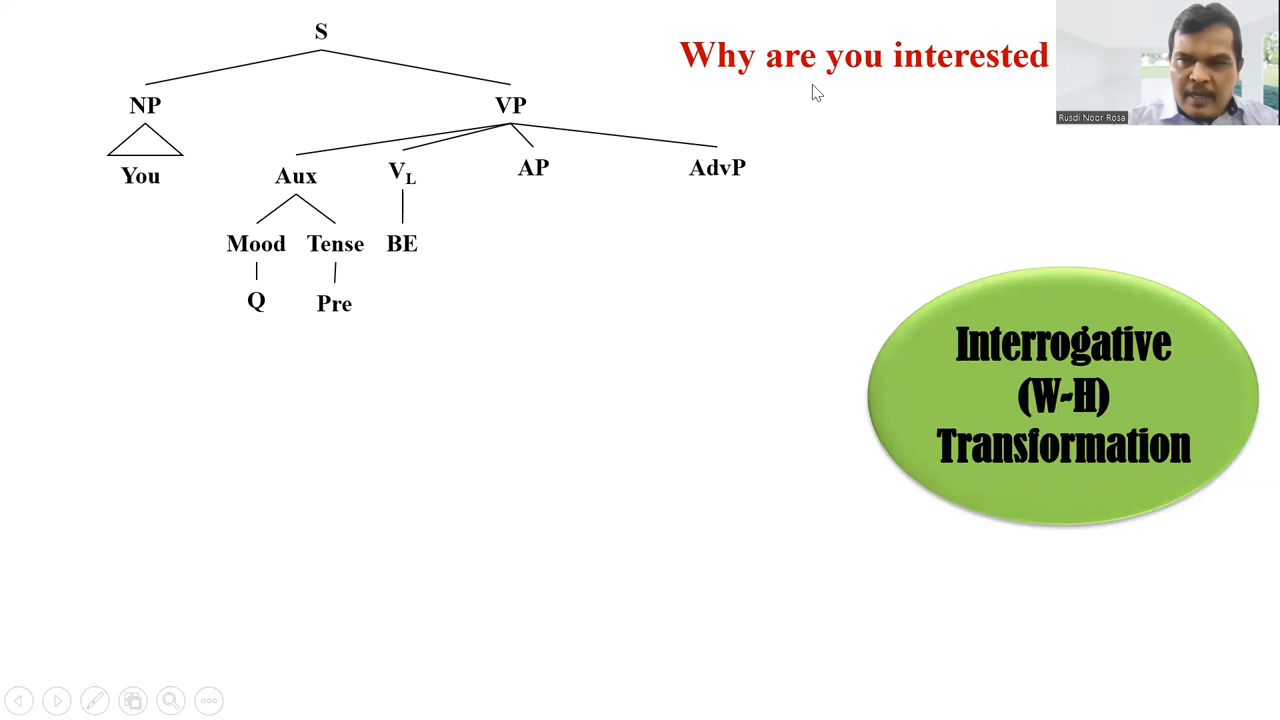 S
Why are you interested
Rusdi Noor Rosa
NP VP
You Aux VL AP AdvP
Mood Tense BE
Q Pre
Interrogative
(W-H)
Transformation